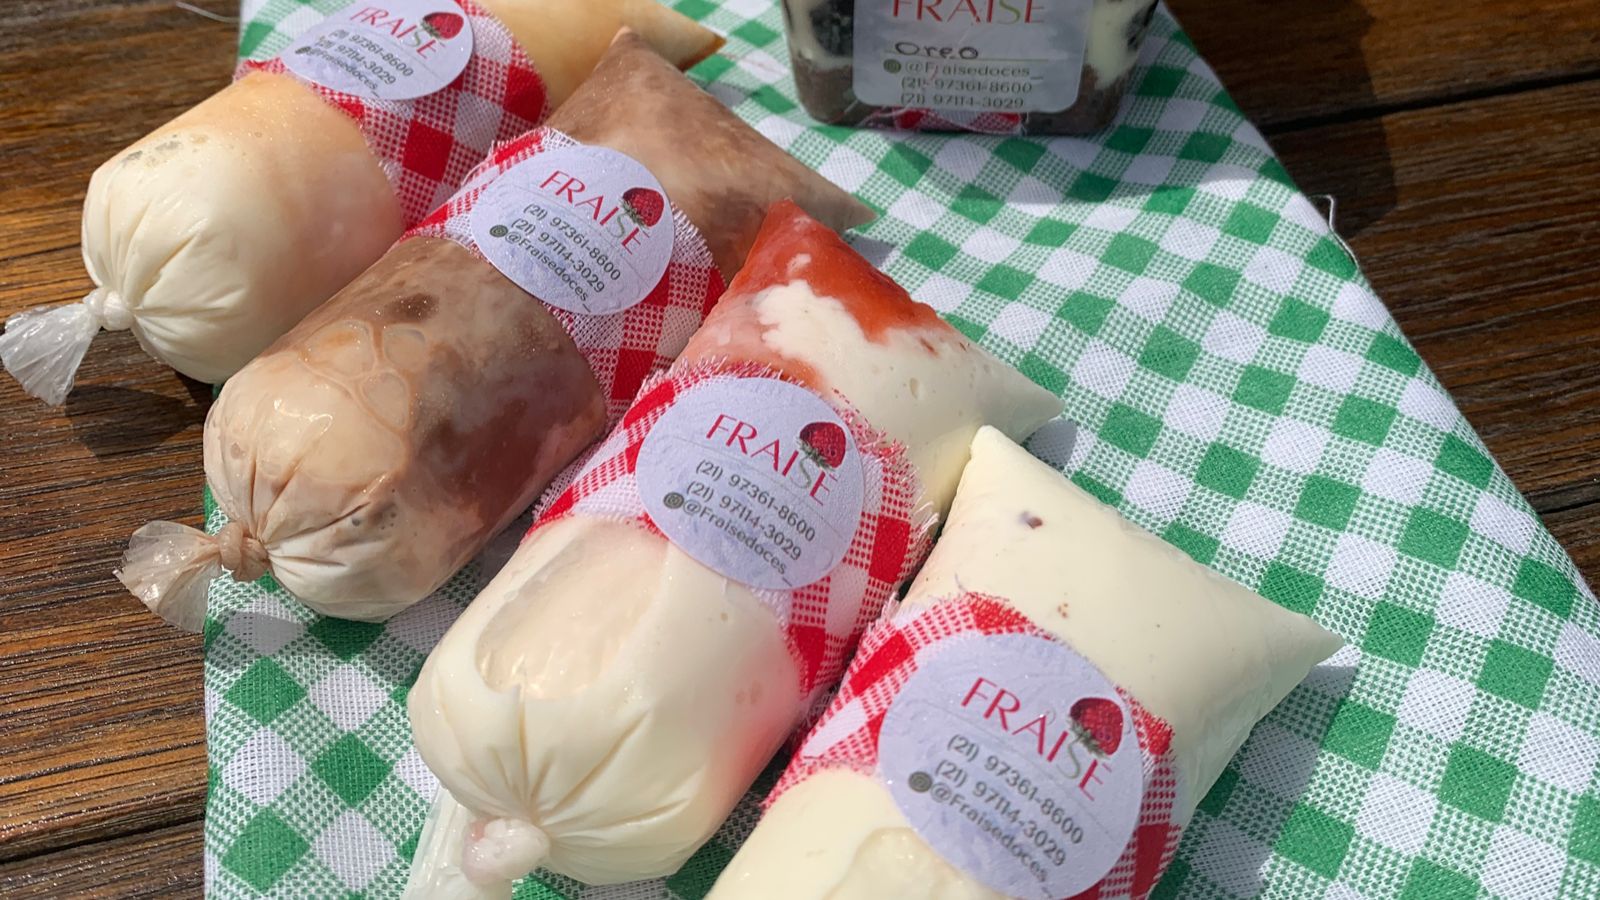 FRAISE
(21) 97361-8600
(21) 97114-3029
@Fraisedoces_
FRAISE
Oreo
@Fraisedoces_
(21) 97361-8600
(21) 97114-3029
FRAISE
(21) 97361-8600
(21) 97114-3029
@Fraisedoces_
FRAISE
(21) 97361-8600
(21) 97114-3029
@Fraisedoces_
FRAISE
(21) 97361-8600
(21) 97114-3029
@Fraisedoces_